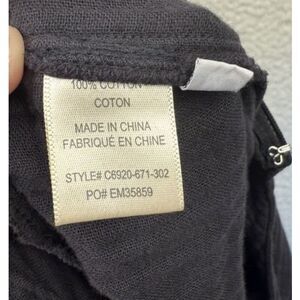 100% COTTON
COTON
MADE IN CHINA
FABRIQUÉ EN CHINE
STYLE# C6920-671-302
PO# EM35859